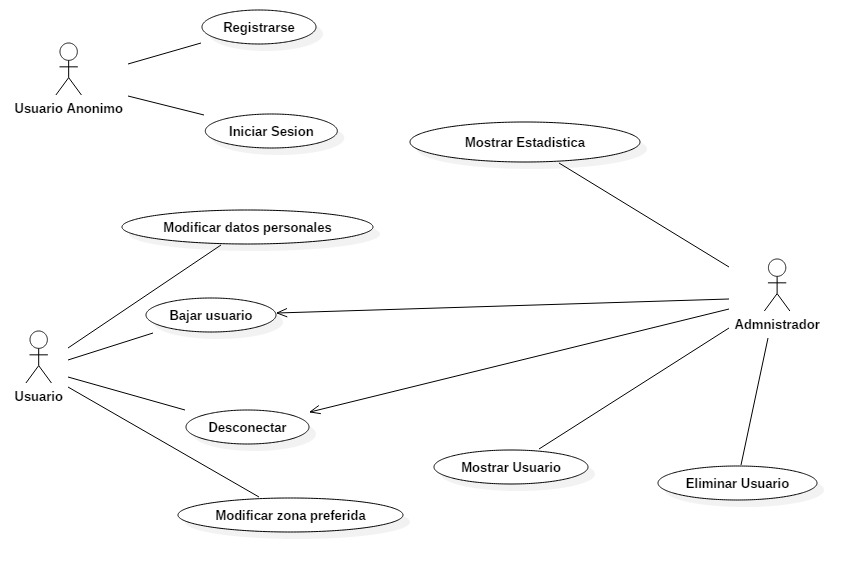 Registrarse
Usuario Anonimo
Iniciar Sesion
Mostrar Estadistica
Modificar datos personales
Bajar usuario
Admnistrador
Usuario
Desconectar
Mostrar Usuario
Eliminar Usuario
Modificar zona preferida